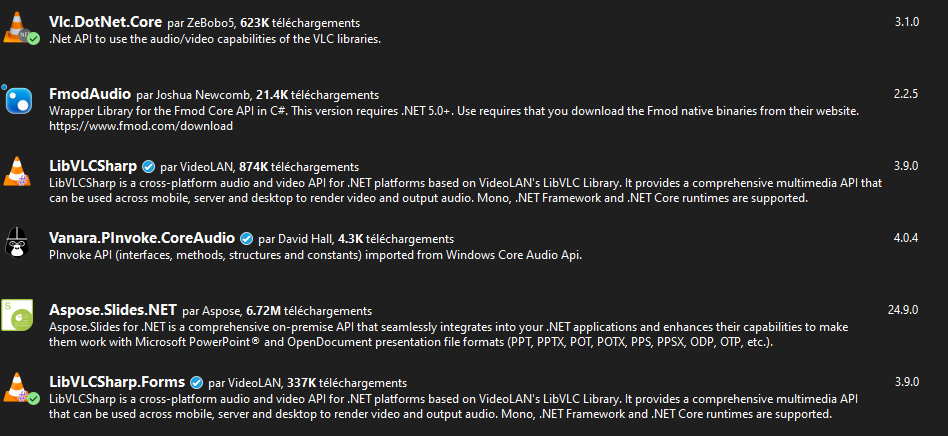 Vlc.DotNet.Core par ZeBobo5, 623K téléchargements 3.1.0
.Net API to use the audio/video capabilities of the VLC libraries.
FmodAudio par Joshua Newcomb, 21.4K téléchargements 2.2.5
Wrapper Library for the Fmod Core API in C#. This version requires .NET 5.0+. Use requires that you download the Fmod native binaries from their website.
https://www.fmod.com/download
LibVLCSharp par VideoLAN, 874K téléchargements 3.9.0
LibVLCSharp is a cross-platform audio and video API for .NET platforms based on VideoLAN's LibVLC Library. It provides a comprehensive multimedia API that
can be used across mobile, server and desktop to render video and output audio. Mono, .NET Framework and .NET Core runtimes are supported.
Vanara.PInvoke.CoreAudio par David Hall, 4.3K téléchargements 4.0.4
PInvoke API (interfaces, methods, structures and constants) imported from Windows Core Audio Api.
S
Aspose.Slides.NET par Aspose, 6.72M téléchargements 24.9.0
Aspose.Slides for .NET is a comprehensive on-premise API that seamlessly integrates into your .NET applications and enhances their capabilities to make
them work with Microsoft PowerPoint® and OpenDocument presentation file formats (PPT, PPTX, POT, POTX, PPS, PPSX, ODP, OTP, etc.).
LibVLCSharp.Forms par VideoLAN, 337K téléchargements 3.9.0
LibVLCSharp is a cross-platform audio and video API for .NET platforms based on VideoLAN's LibVLC Library. It provides a comprehensive multimedia API
that can be used across mobile, server and desktop to render video and output audio. Mono, .NET Framework and .NET Core runtimes are supported.